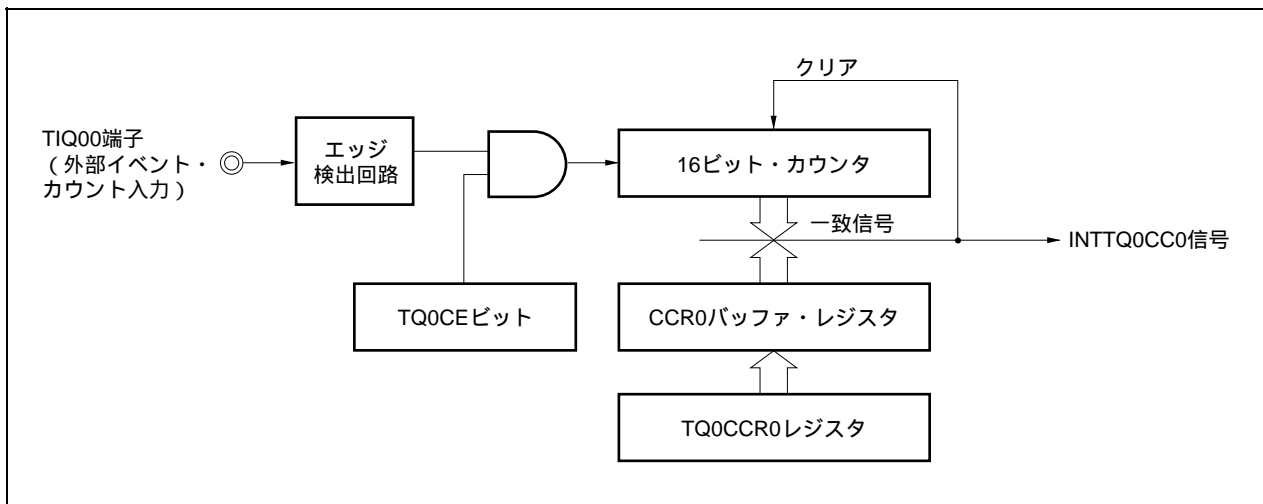 クリア
TIQ00端子
（外部イベント・
カウント入力）
エッジ
検出回路
16ビット・カウンタ
一致信号
INTTQ0CC0信号
TQ0CEビット
CCR0バッファ・レジスタ
TQ0CCR0レジスタ